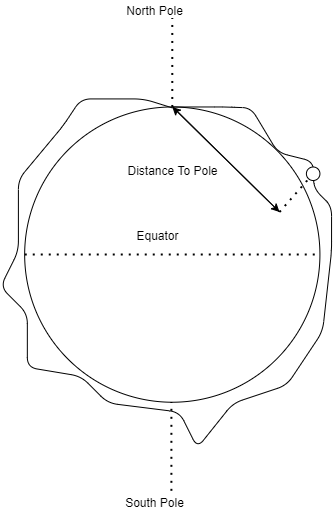 North Pole
Distance To Pole
Equator
South Pole